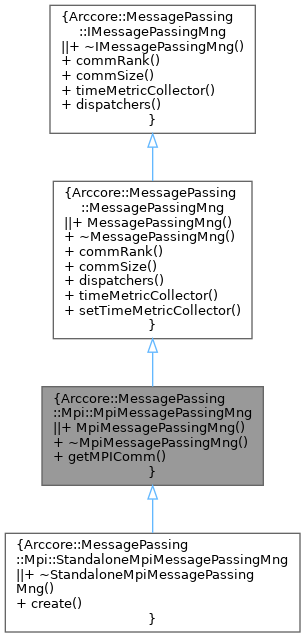 {Arccore::MessagePassing
::IMessagePassingMng
||+ ~IMessagePassingMng()
+ commRank()
+ commSize()
+ timeMetricCollector()
+ dispatchers()
}
{Arccore::MessagePassing
::MessagePassingMng
||+ MessagePassingMng()
+ ~MessagePassingMng()
+ commRank()
+ commSize()
+ dispatchers()
+ timeMetricCollector()
+ setTimeMetricCollector()
}
{Arccore::MessagePassing
::Mpi::MpiMessagePassingMng
||+ MpiMessagePassingMng()
+ ~MpiMessagePassingMng()
+ getMPIComm()
}
{Arccore::MessagePassing
::Mpi::StandaloneMpiMessagePassingMng
||+ ~StandaloneMpiMessagePassing
Mng()
+ create()
}